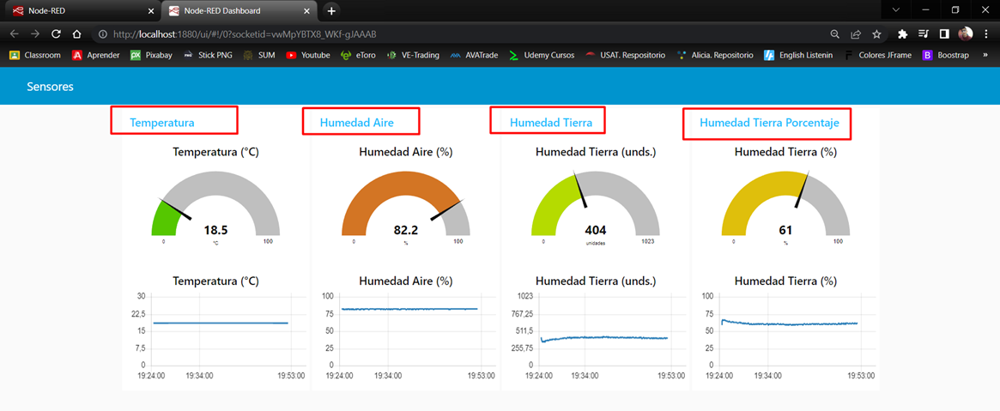 Node-RED
Node-RED Dashboard
http://localhost:1880/ui/#!/0?socketid=vwMpYBTX8_WKf-gJAAAB
Classroom Aprender Pixabay Stick PNG SUM Youtube eToro VE-Trading AVATrade Udemy Cursos USAT. Respositorio Alicia. Repositorio English Listenin Colores JFrame Boostrap »
Sensores
Temperatura
Temperatura (°C)
18.5
0 °C 100
Temperatura (°C)
30
22,5
15
7,5
0
19:24:00 19:34:00 19:53:00
Humedad Aire
Humedad Aire (%)
82.2
0 % 100
Humedad Aire (%)
100
75
50
25
0
19:24:00 19:34:00 19:53:00
Humedad Tierra
Humedad Tierra (unds.)
404
0 unidades 1023
Humedad Tierra (unds.)
1023
767,25
511,5
255,75
0
19:24:00 19:34:00 19:53:00
Humedad Tierra Porcentaje
Humedad Tierra (%)
61
0 % 100
Humedad Tierra (%)
100
75
50
25
0
19:24:00 19:34:00 19:53:00